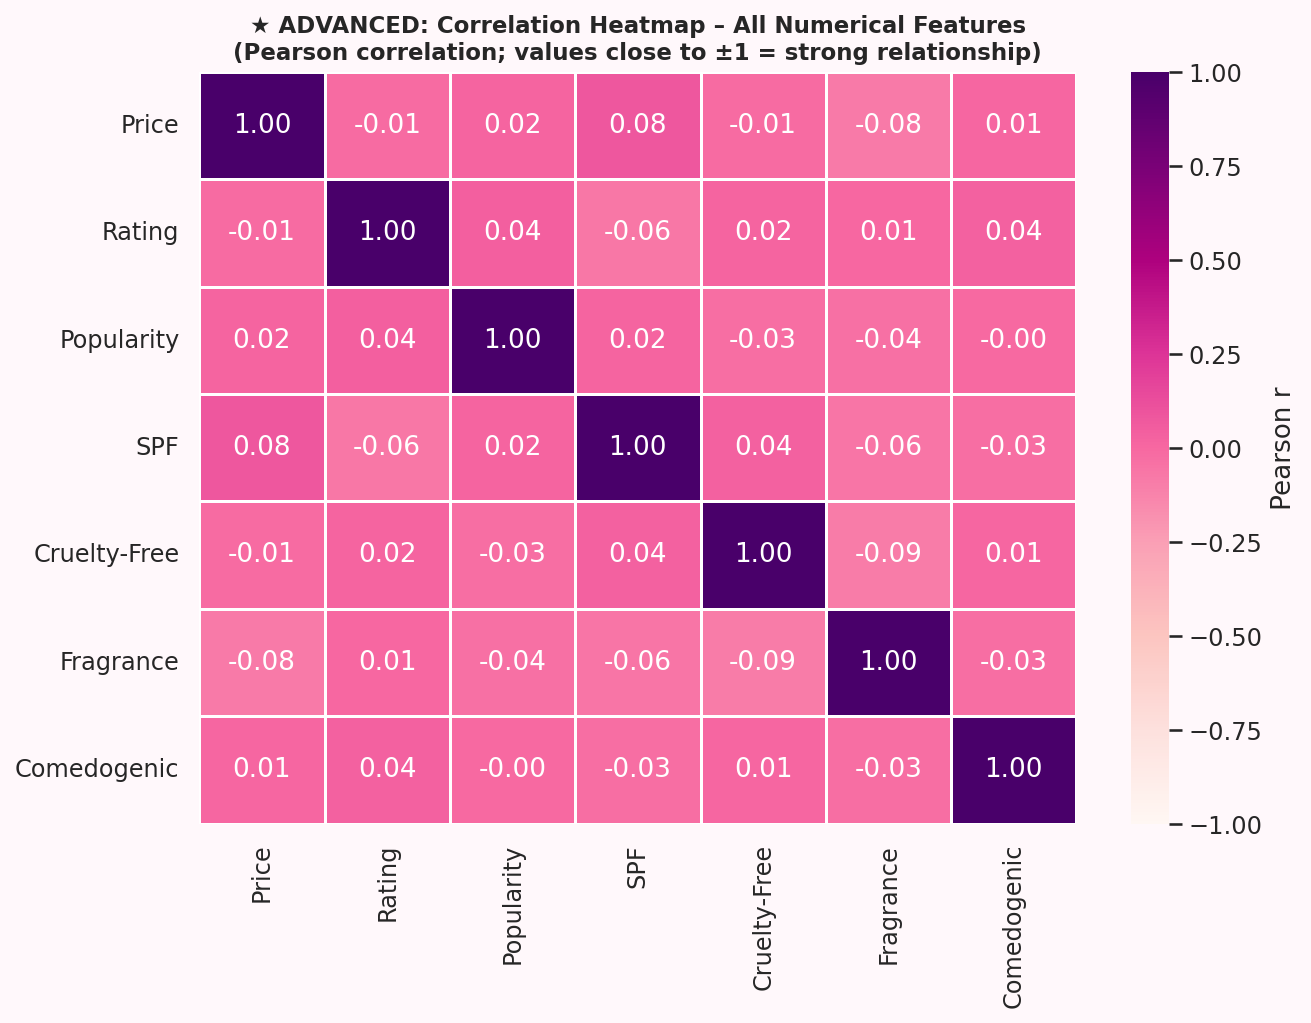 ★ ADVANCED: Correlation Heatmap – All Numerical Features
(Pearson correlation; values close to ±1 = strong relationship)
Price 1.00 -0.01 0.02 0.08 -0.01 -0.08 0.01
Rating -0.01 1.00 0.04 -0.06 0.02 0.01 0.04
Popularity 0.02 0.04 1.00 0.02 -0.03 -0.04 -0.00
SPF 0.08 -0.06 0.02 1.00 0.04 -0.06 -0.03
Cruelty-Free -0.01 0.02 -0.03 0.04 1.00 -0.09 0.01
Fragrance -0.08 0.01 -0.04 -0.06 -0.09 1.00 -0.03
Comedogenic 0.01 0.04 -0.00 -0.03 0.01 -0.03 1.00
Price
Rating
Popularity
SPF
Cruelty-Free
Fragrance
Comedogenic
1.00
0.75
0.50
0.25
0.00
−0.25
−0.50
−0.75
−1.00
Pearson r